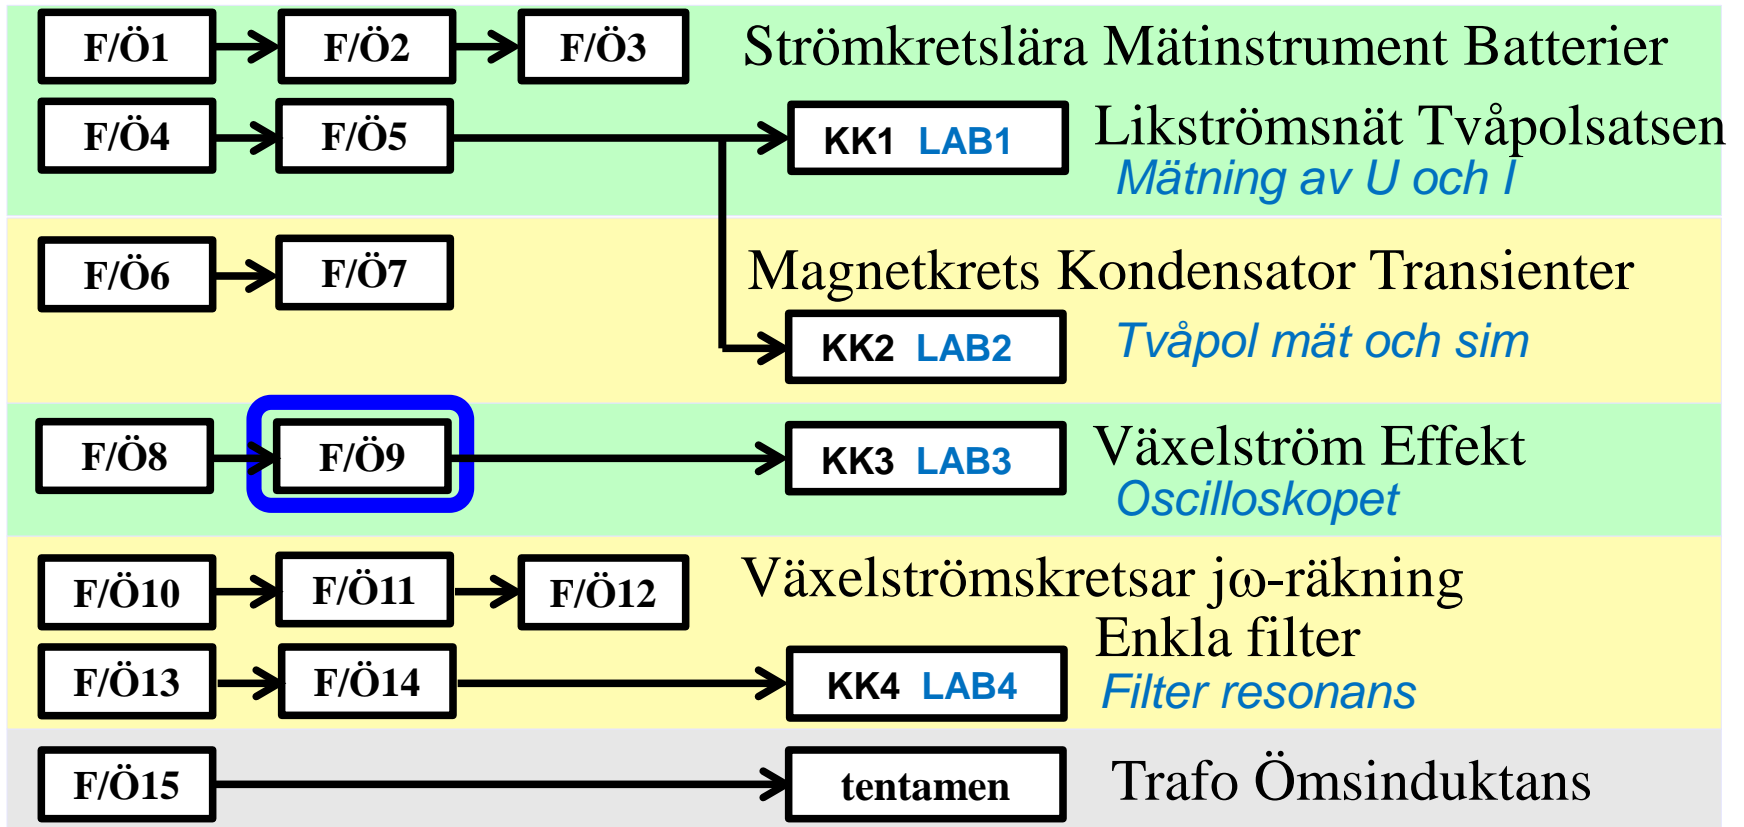 F/Ö1 F/Ö2 F/Ö3 Strömkretslära Mätinstrument Batterier
F/Ö4 F/Ö5 KK1 LAB1 Likströmsnät Tvåpolsatsen
Mätning av U och I
F/Ö6 F/Ö7 Magnetkrets Kondensator Transienter
KK2 LAB2 Tvåpol mät och sim
F/Ö8 F/Ö9 KK3 LAB3 Växelström Effekt
Oscilloskopet
F/Ö10 F/Ö11 F/Ö12 Växelströmskretsar jω-räkning
Enkla filter
F/Ö13 F/Ö14 KK4 LAB4 Filter resonans
F/Ö15 tentamen Trafo Ömsinduktans